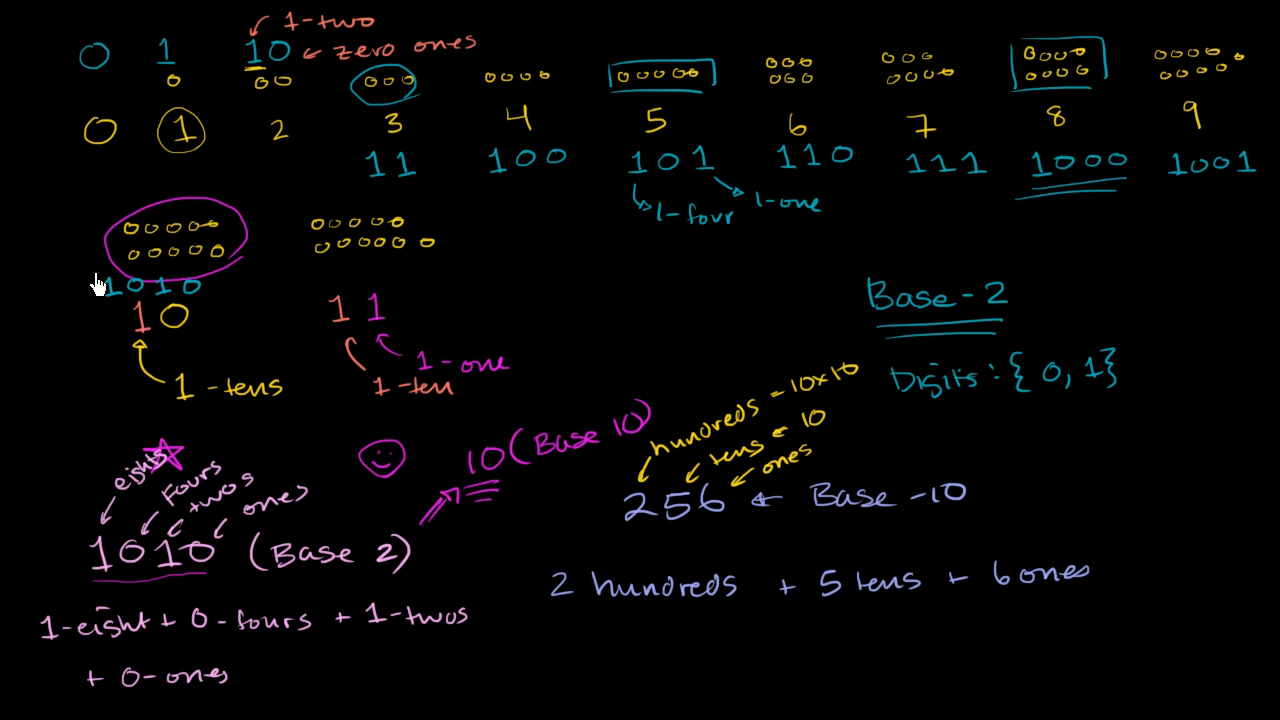 1-two
0 1 10 zero ones
0 1 2 3 4 5 6 7 8 9
11 100 101 110 111 1000 1001
1-four 1-one
1010
10 11
1-tens
1-one
1-ten
Base-2
Digits: { 0, 1}
hundreds = 10x10
tens ← 10
ones
256 ← Base-10
2 hundreds + 5 tens + 6 ones
10 (Base 10)
eights
Fours
twos
ones
1010 (Base 2)
1-eight + 0-fours + 1-twos
+ 0-ones